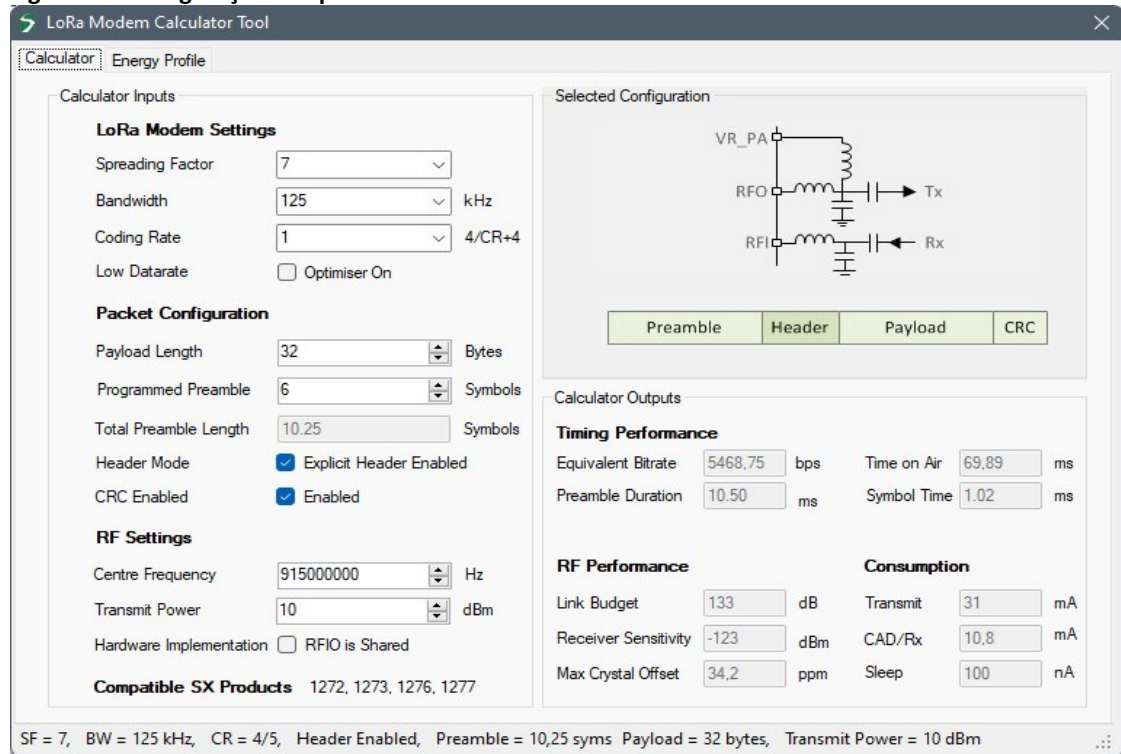 LoRa Modem Calculator Tool
Calculator Energy Profile
Calculator Inputs
LoRa Modem Settings
Spreading Factor 7
Bandwidth 125 kHz
Coding Rate 1 4/CR+4
Low Datarate Optimiser On
Packet Configuration
Payload Length 32 Bytes
Programmed Preamble 6 Symbols
Total Preamble Length 10.25 Symbols
Header Mode Explicit Header Enabled
CRC Enabled Enabled
RF Settings
Centre Frequency 915000000 Hz
Transmit Power 10 dBm
Hardware Implementation RFIO is Shared
Compatible SX Products 1272, 1273, 1276, 1277
Selected Configuration
VR_PA
RFO Tx
RFI Rx
Preamble Header Payload CRC
Calculator Outputs
Timing Performance
Equivalent Bitrate 5468,75 bps Time on Air 69,89 ms
Preamble Duration 10.50 ms Symbol Time 1.02 ms
RF Performance Consumption
Link Budget 133 dB Transmit 31 mA
Receiver Sensitivity -123 dBm CAD/Rx 10,8 mA
Max Crystal Offset 34,2 ppm Sleep 100 nA
SF = 7, BW = 125 kHz, CR = 4/5, Header Enabled, Preamble = 10,25 syms Payload = 32 bytes, Transmit Power = 10 dBm